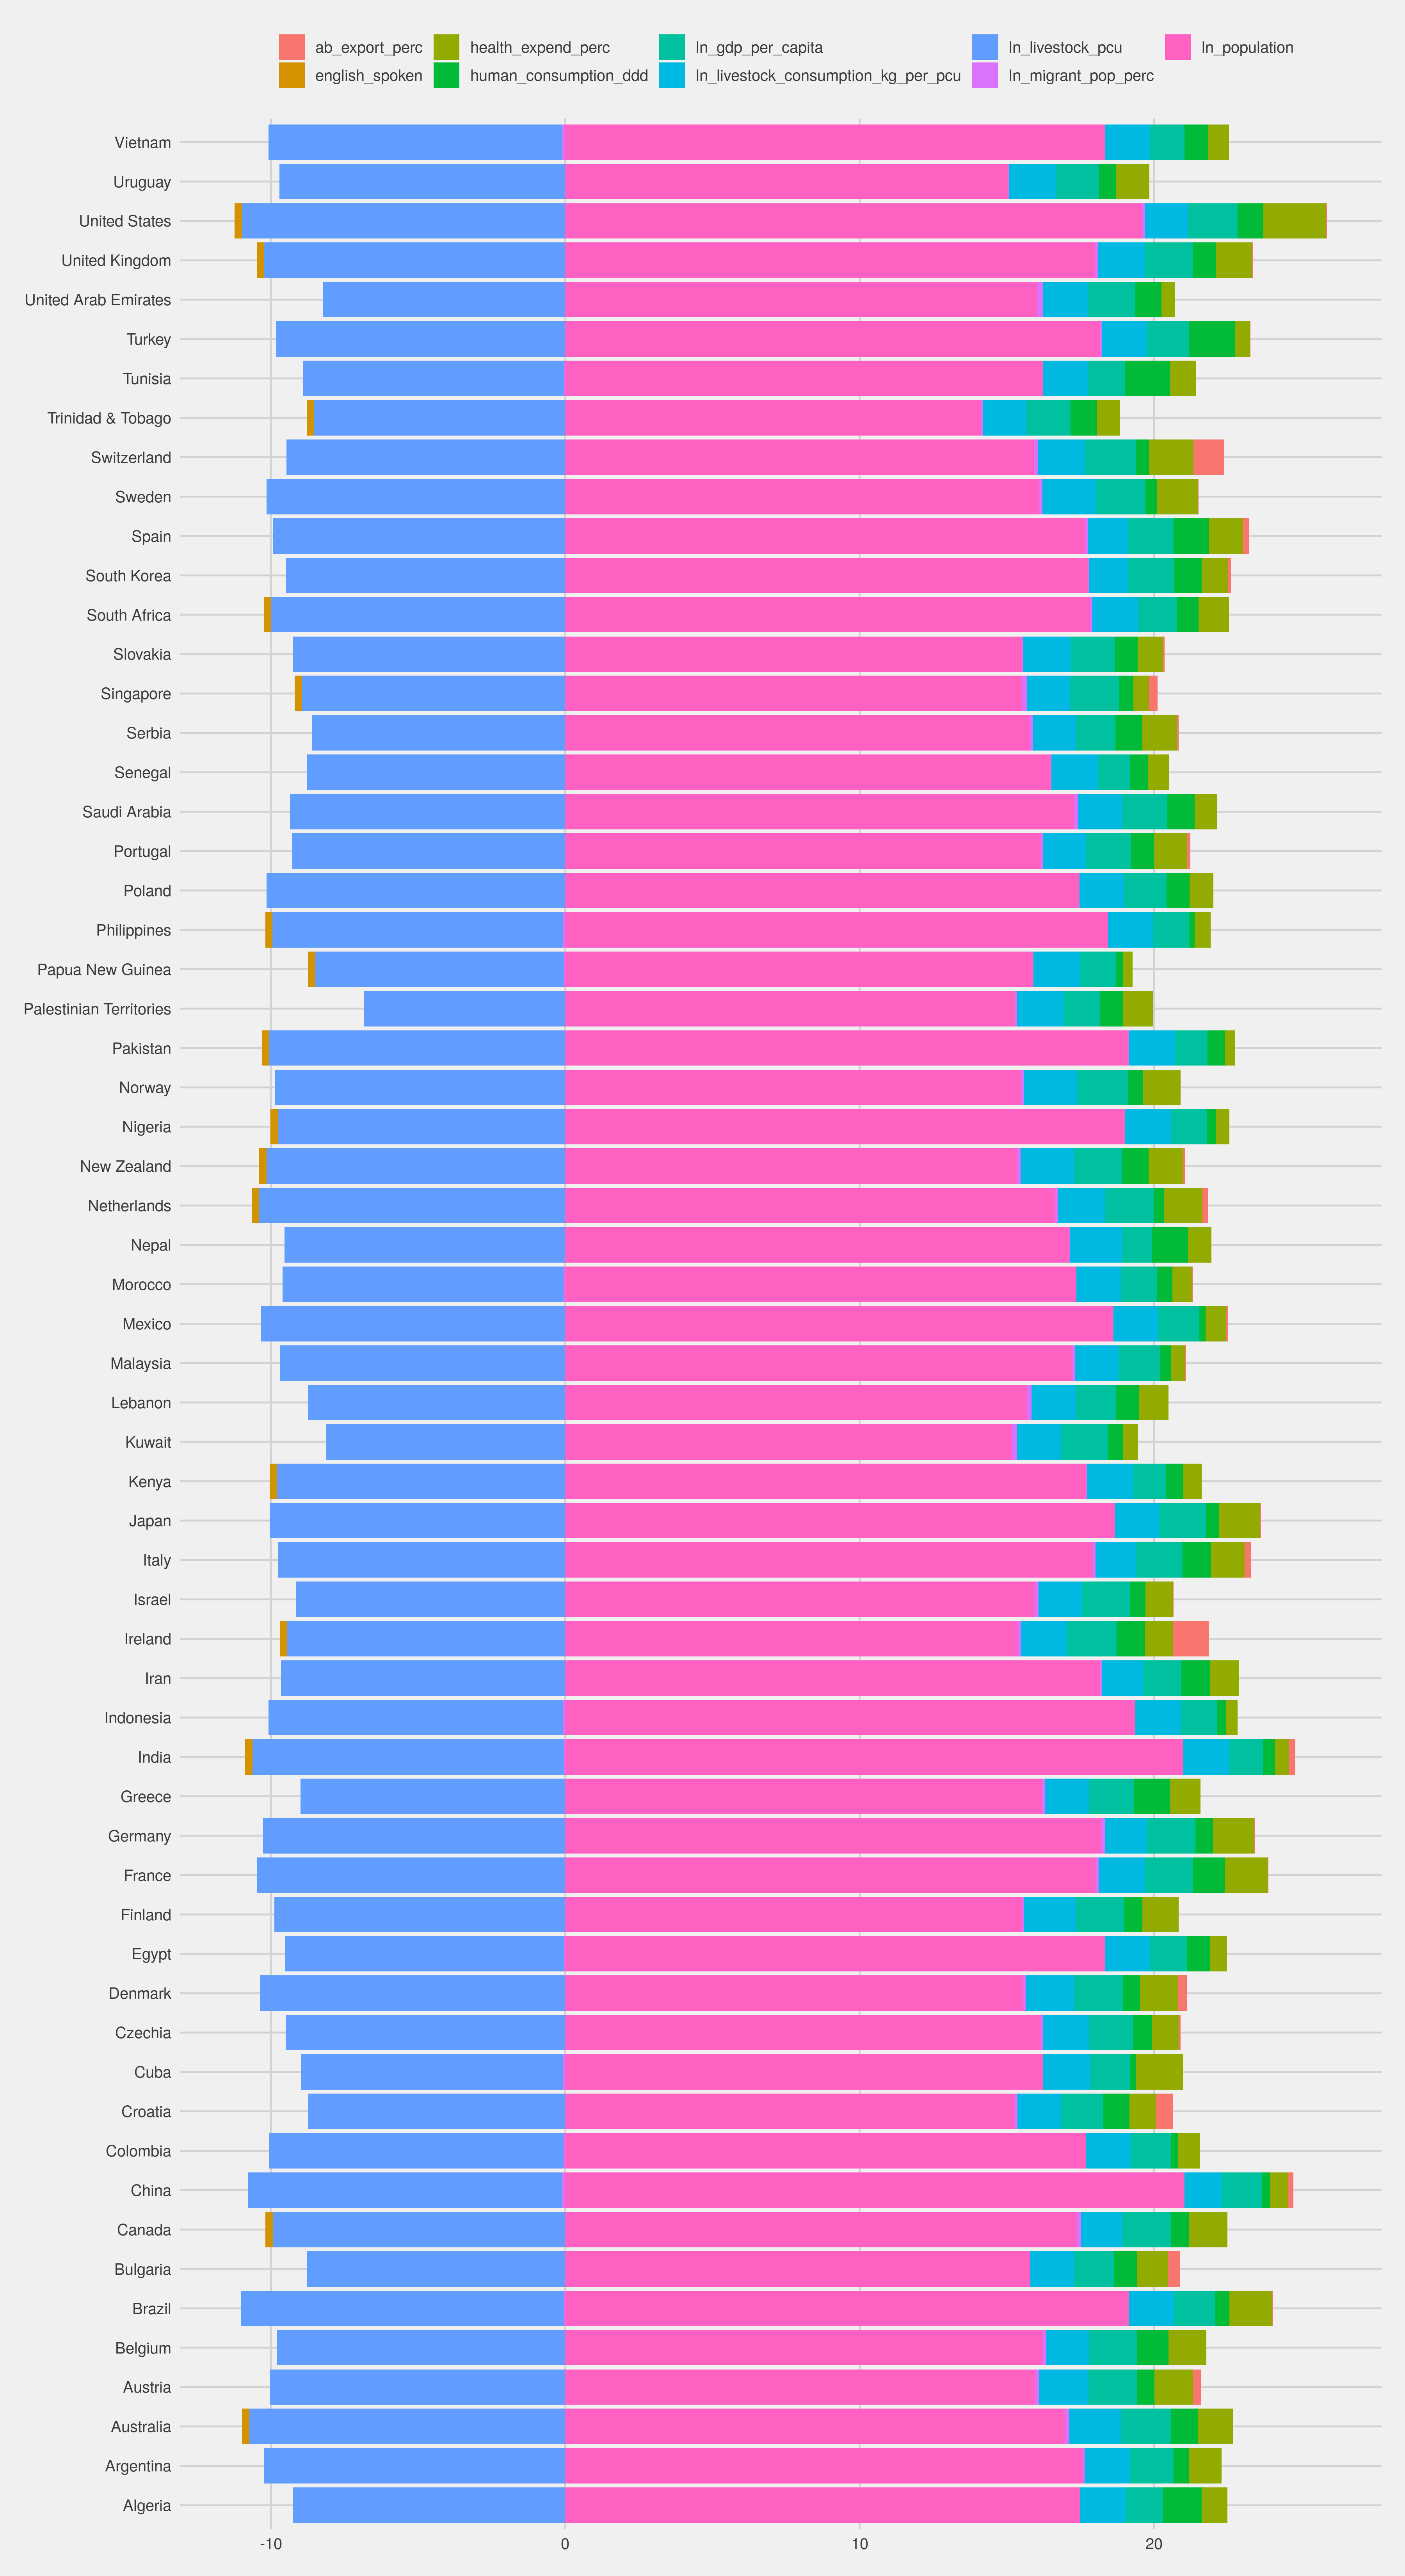 ab_export_perc health_expend_perc ln_gdp_per_capita ln_livestock_pcu ln_population
english_spoken human_consumption_ddd ln_livestock_consumption_kg_per_pcu ln_migrant_pop_perc
Vietnam
Uruguay
United States
United Kingdom
United Arab Emirates
Turkey
Tunisia
Trinidad & Tobago
Switzerland
Sweden
Spain
South Korea
South Africa
Slovakia
Singapore
Serbia
Senegal
Saudi Arabia
Portugal
Poland
Philippines
Papua New Guinea
Palestinian Territories
Pakistan
Norway
Nigeria
New Zealand
Netherlands
Nepal
Morocco
Mexico
Malaysia
Lebanon
Kuwait
Kenya
Japan
Italy
Israel
Ireland
Iran
Indonesia
India
Greece
Germany
France
Finland
Egypt
Denmark
Czechia
Cuba
Croatia
Colombia
China
Canada
Bulgaria
Brazil
Belgium
Austria
Australia
Argentina
Algeria
-10 0 10 20